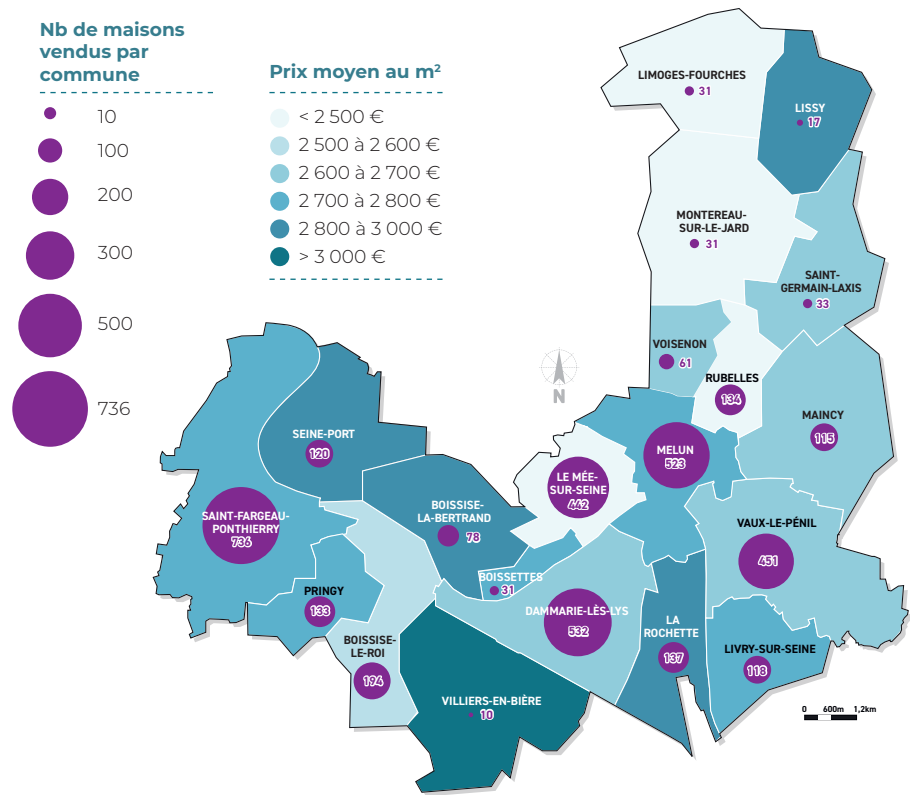 Nb de maisons
vendus par
commune
10
100
200
300
500
736
Prix moyen au m²
< 2 500 €
2 500 à 2 600 €
2 600 à 2 700 €
2 700 à 2 800 €
2 800 à 3 000 €
> 3 000 €
LIMOGES-FOURCHES
31
LISSY
17
MONTEREAU-
SUR-LE-JARD
31
SAINT-
GERMAIN-LAXIS
33
VOISENON
61
RUBELLES
134
MAINCY
115
N
SEINE-PORT
120
MELUN
523
LE MÉE-
SUR-SEINE
442
BOISSISE-
LA-BERTRAND
78
SAINT-FARGEAU-
PONTHIERRY
736
VAUX-LE-PÉNIL
451
BOISSETTES
31
PRINGY
133
DAMMARIE-LÈS-LYS
532
LA
ROCHETTE
137
BOISSISE-
LE-ROI
194
LIVRY-SUR-SEINE
118
VILLIERS-EN-BIÈRE
10
0 600m 1,2km